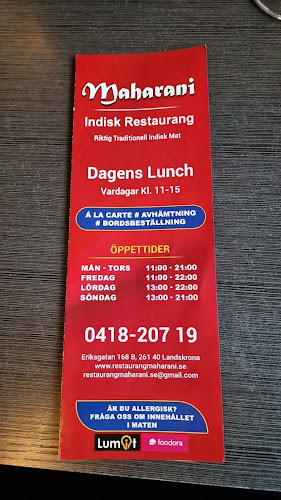 Maharani
Indisk Restaurang
Riktig Traditionell Indisk Mat
Dagens Lunch
Vardagar Kl. 11-15
Á LA CARTE # AVHÄMTNING
# BORDSBESTÄLLNING
ÖPPETTIDER
MÅN - TORS 11:00 - 21:00
FREDAG 11:00 - 22:00
LÖRDAG 13:00 - 22:00
SÖNDAG 13:00 - 21:00
0418-207 19
Eriksgatan 168 B, 261 40 Landskrona
www.restaurangmaharani.se
restaurangmaharani.se@gmail.com
ÄR DU ALLERGISK?
FRÅGA OSS OM INNEHÅLLET
I MATEN
Lumot foodora